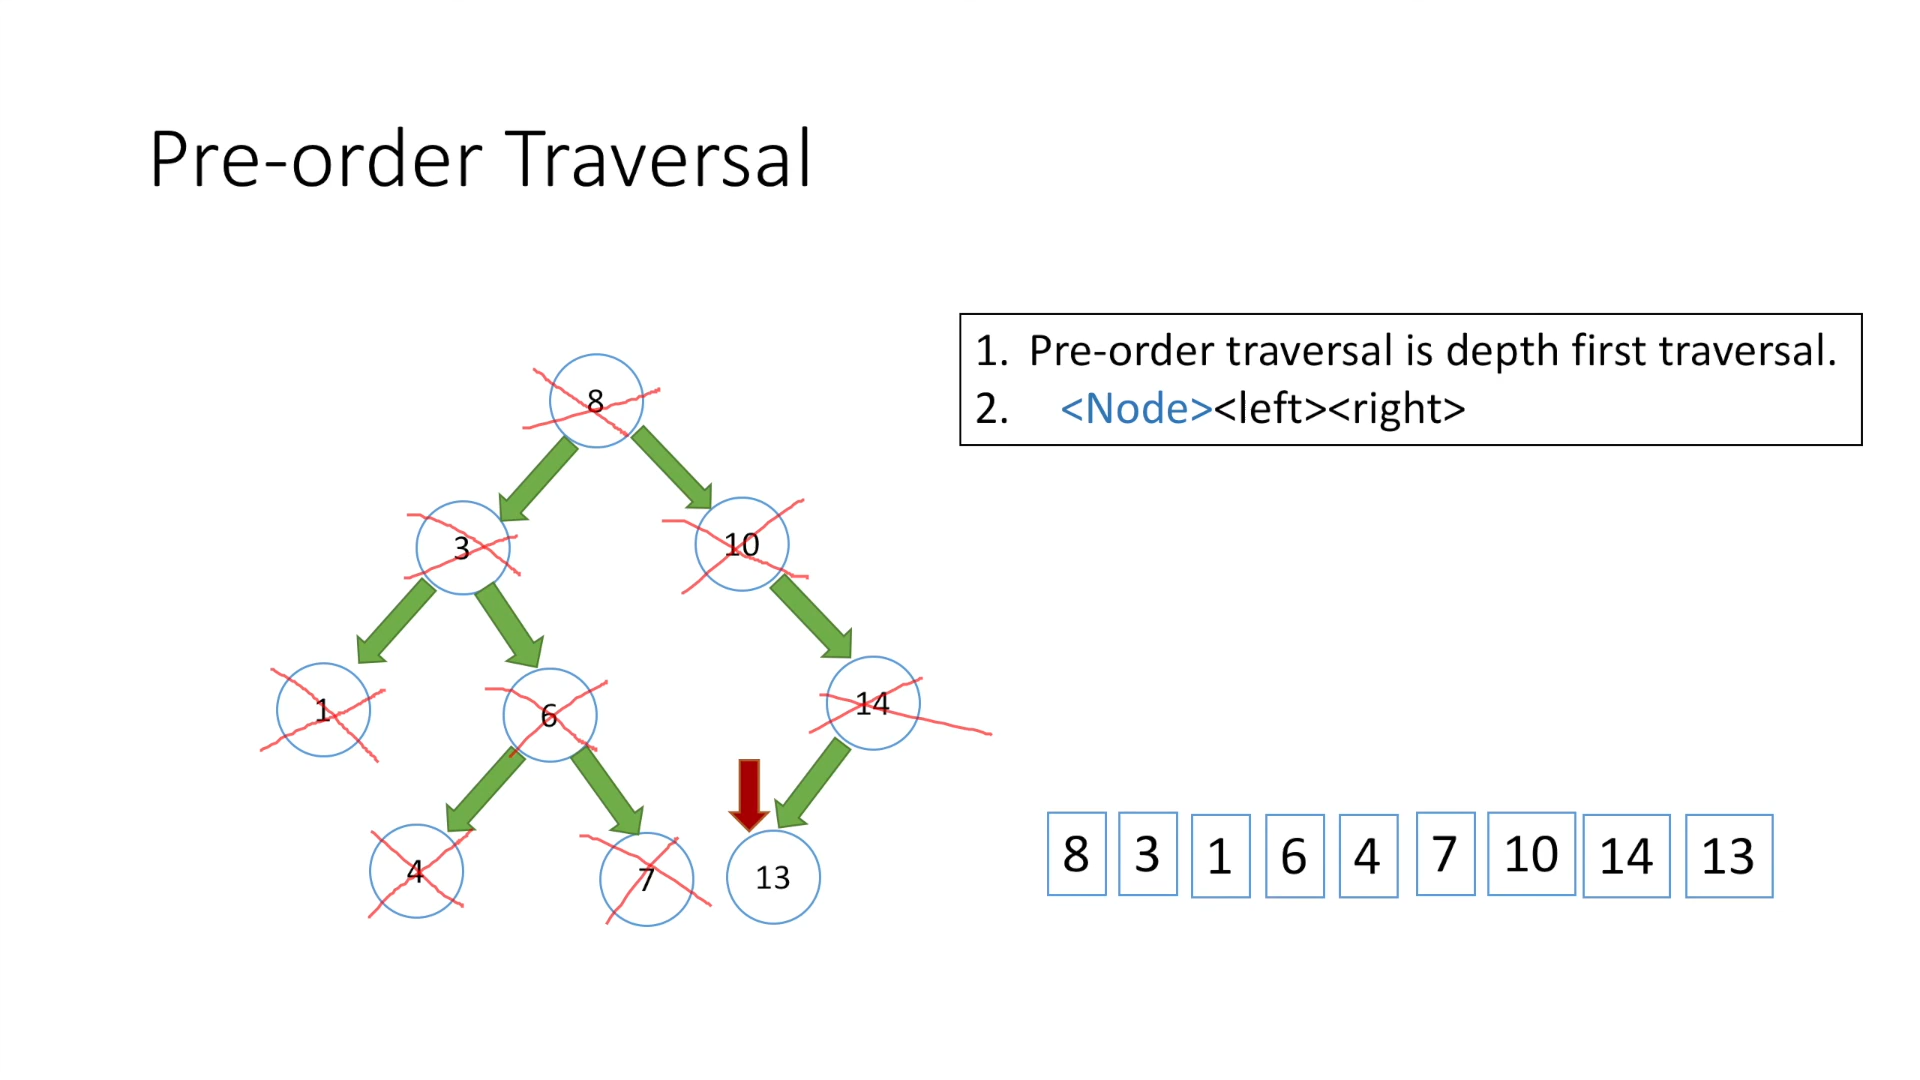 Pre-order Traversal
1. Pre-order traversal is depth first traversal.
2. <Node><left><right>
8
3
10
1
6
14
4
7
13
8 3 1 6 4 7 10 14 13